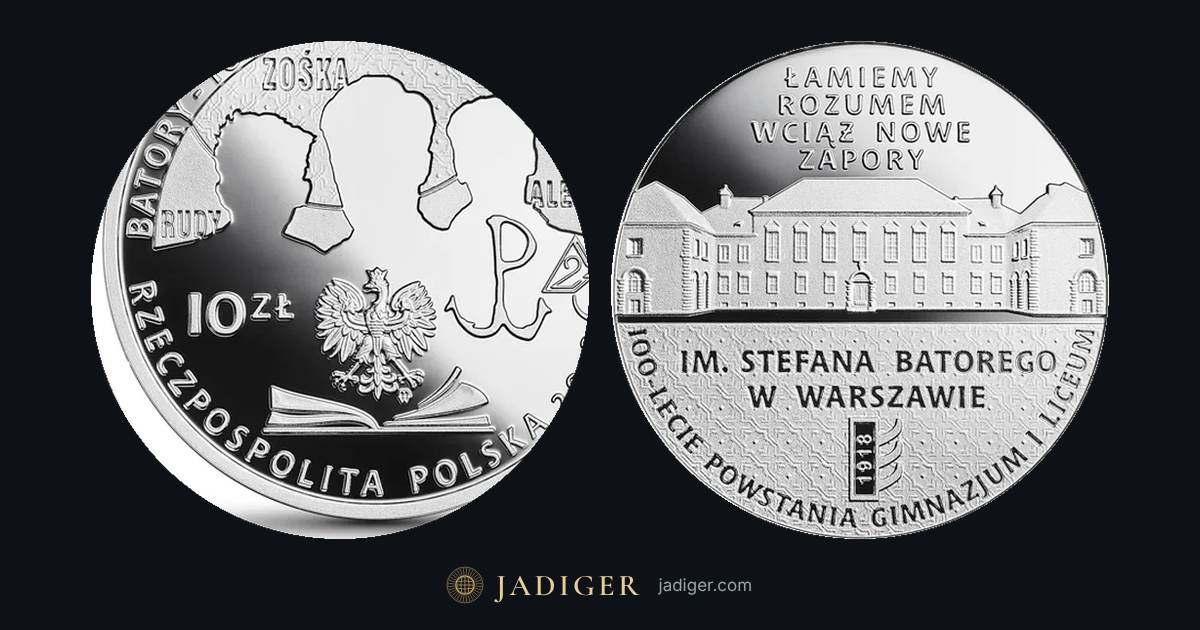 BATORY
ZOŚKA
RUDY
ALE
10 ZŁ
RZECZPOSPOLITA POLSKA 2
ŁAMIEMY
ROZUMEM
WCIĄŻ NOWE
ZAPORY
IM. STEFANA BATOREGO
W WARSZAWIE
1918
100-LECIE POWSTANIA GIMNAZJUM I LICEUM
JADIGER jadiger.com